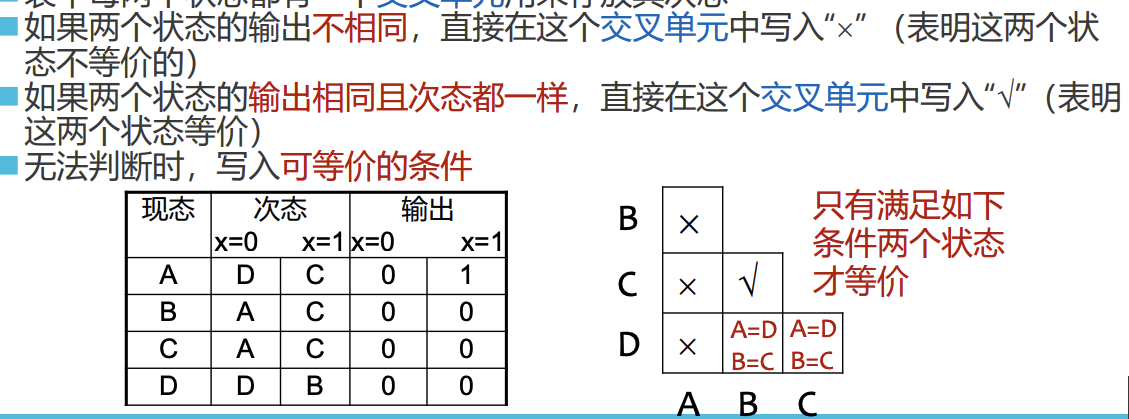 如果两个状态的输出不相同，直接在这个交叉单元中写入“×”（表明这两个状
态不等价的）
如果两个状态的输出相同且次态都一样，直接在这个交叉单元中写入“√”（表明
这两个状态等价）
无法判断时，写入可等价的条件
现态 次态 输出
x=0 x=1 x=0 x=1
A D C 0 1
B A C 0 0
C A C 0 0
D D B 0 0
B ×
C × √
D × A=D A=D
B=C B=C
A B C
只有满足如下
条件两个状态
才等价